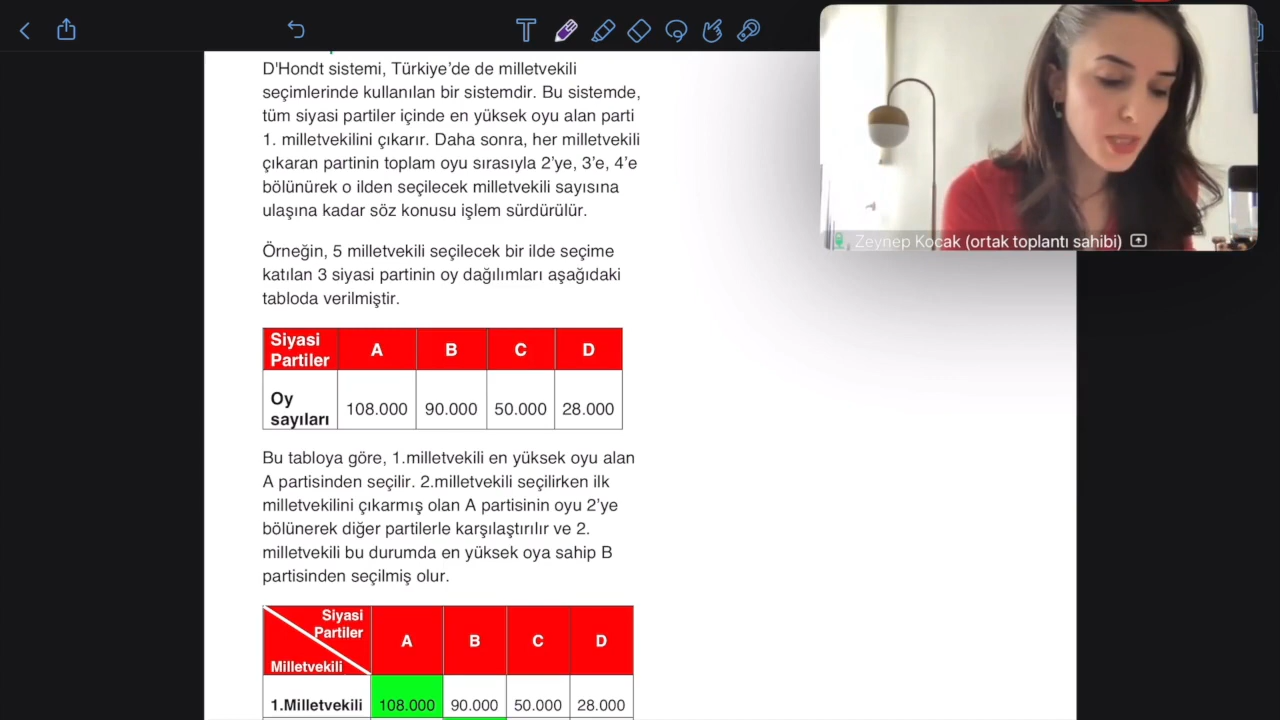 D'Hondt sistemi, Türkiye'de de milletvekili
seçimlerinde kullanılan bir sistemdir. Bu sistemde,
tüm siyasi partiler içinde en yüksek oyu alan parti
1. milletvekilini çıkarır. Daha sonra, her milletvekili
çıkaran partinin toplam oyu sırasıyla 2'ye, 3'e, 4'e
bölünürek o ilden seçilecek milletvekili sayısına
ulaşına kadar söz konusu işlem sürdürülür.
Örneğin, 5 milletvekili seçilecek bir ilde seçime
katılan 3 siyasi partinin oy dağılımları aşağıdaki
tabloda verilmiştir.
Siyasi
Partiler A B C D
Oy
sayıları 108.000 90.000 50.000 28.000
Bu tabloya göre, 1.milletvekili en yüksek oyu alan
A partisinden seçilir. 2.milletvekili seçilirken ilk
milletvekilini çıkarmış olan A partisinin oyu 2'ye
bölünerek diğer partilerle karşılaştırılır ve 2.
milletvekili bu durumda en yüksek oya sahip B
partisinden seçilmiş olur.
Siyasi
Partiler A B C D
Milletvekili
1.Milletvekili 108.000 90.000 50.000 28.000
Zeynep Kocak (ortak toplantı sahibi)
T